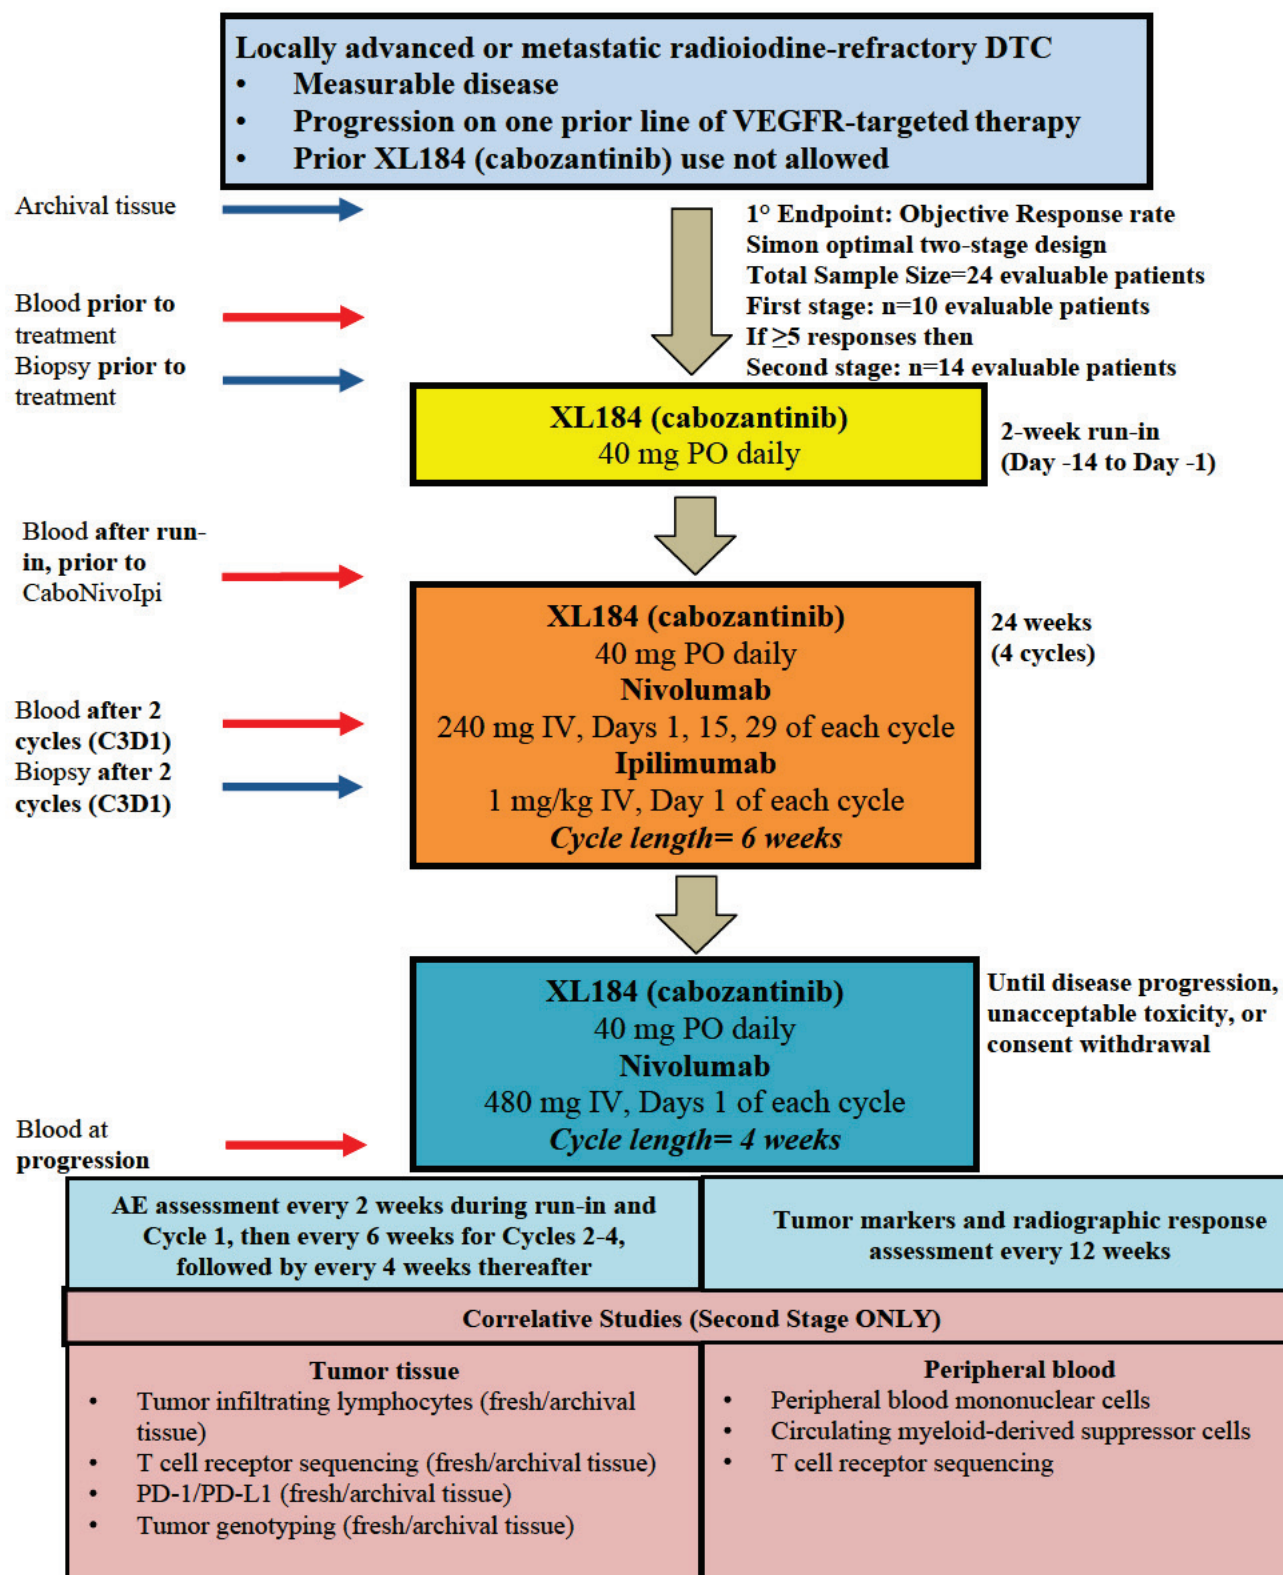 Locally advanced or metastatic radioiodine-refractory DTC
• Measurable disease
• Progression on one prior line of VEGFR-targeted therapy
• Prior XL184 (cabozantinib) use not allowed
Archival tissue
1° Endpoint: Objective Response rate
Simon optimal two-stage design
Total Sample Size=24 evaluable patients
First stage: n=10 evaluable patients
If ≥5 responses then
Second stage: n=14 evaluable patients
Blood prior to
treatment
Biopsy prior to
treatment
XL184 (cabozantinib)
40 mg PO daily
2-week run-in
(Day -14 to Day -1)
Blood after run-
in, prior to
CaboNivoIpi
XL184 (cabozantinib)
40 mg PO daily
Nivolumab
240 mg IV, Days 1, 15, 29 of each cycle
Ipilimumab
1 mg/kg IV, Day 1 of each cycle
Cycle length= 6 weeks
24 weeks
(4 cycles)
Blood after 2
cycles (C3D1)
Biopsy after 2
cycles (C3D1)
XL184 (cabozantinib)
40 mg PO daily
Nivolumab
480 mg IV, Days 1 of each cycle
Cycle length= 4 weeks
Until disease progression,
unacceptable toxicity, or
consent withdrawal
Blood at
progression
AE assessment every 2 weeks during run-in and
Cycle 1, then every 6 weeks for Cycles 2-4,
followed by every 4 weeks thereafter
Tumor markers and radiographic response
assessment every 12 weeks
Correlative Studies (Second Stage ONLY)
Tumor tissue
• Tumor infiltrating lymphocytes (fresh/archival
tissue)
• T cell receptor sequencing (fresh/archival tissue)
• PD-1/PD-L1 (fresh/archival tissue)
• Tumor genotyping (fresh/archival tissue)
Peripheral blood
• Peripheral blood mononuclear cells
• Circulating myeloid-derived suppressor cells
• T cell receptor sequencing